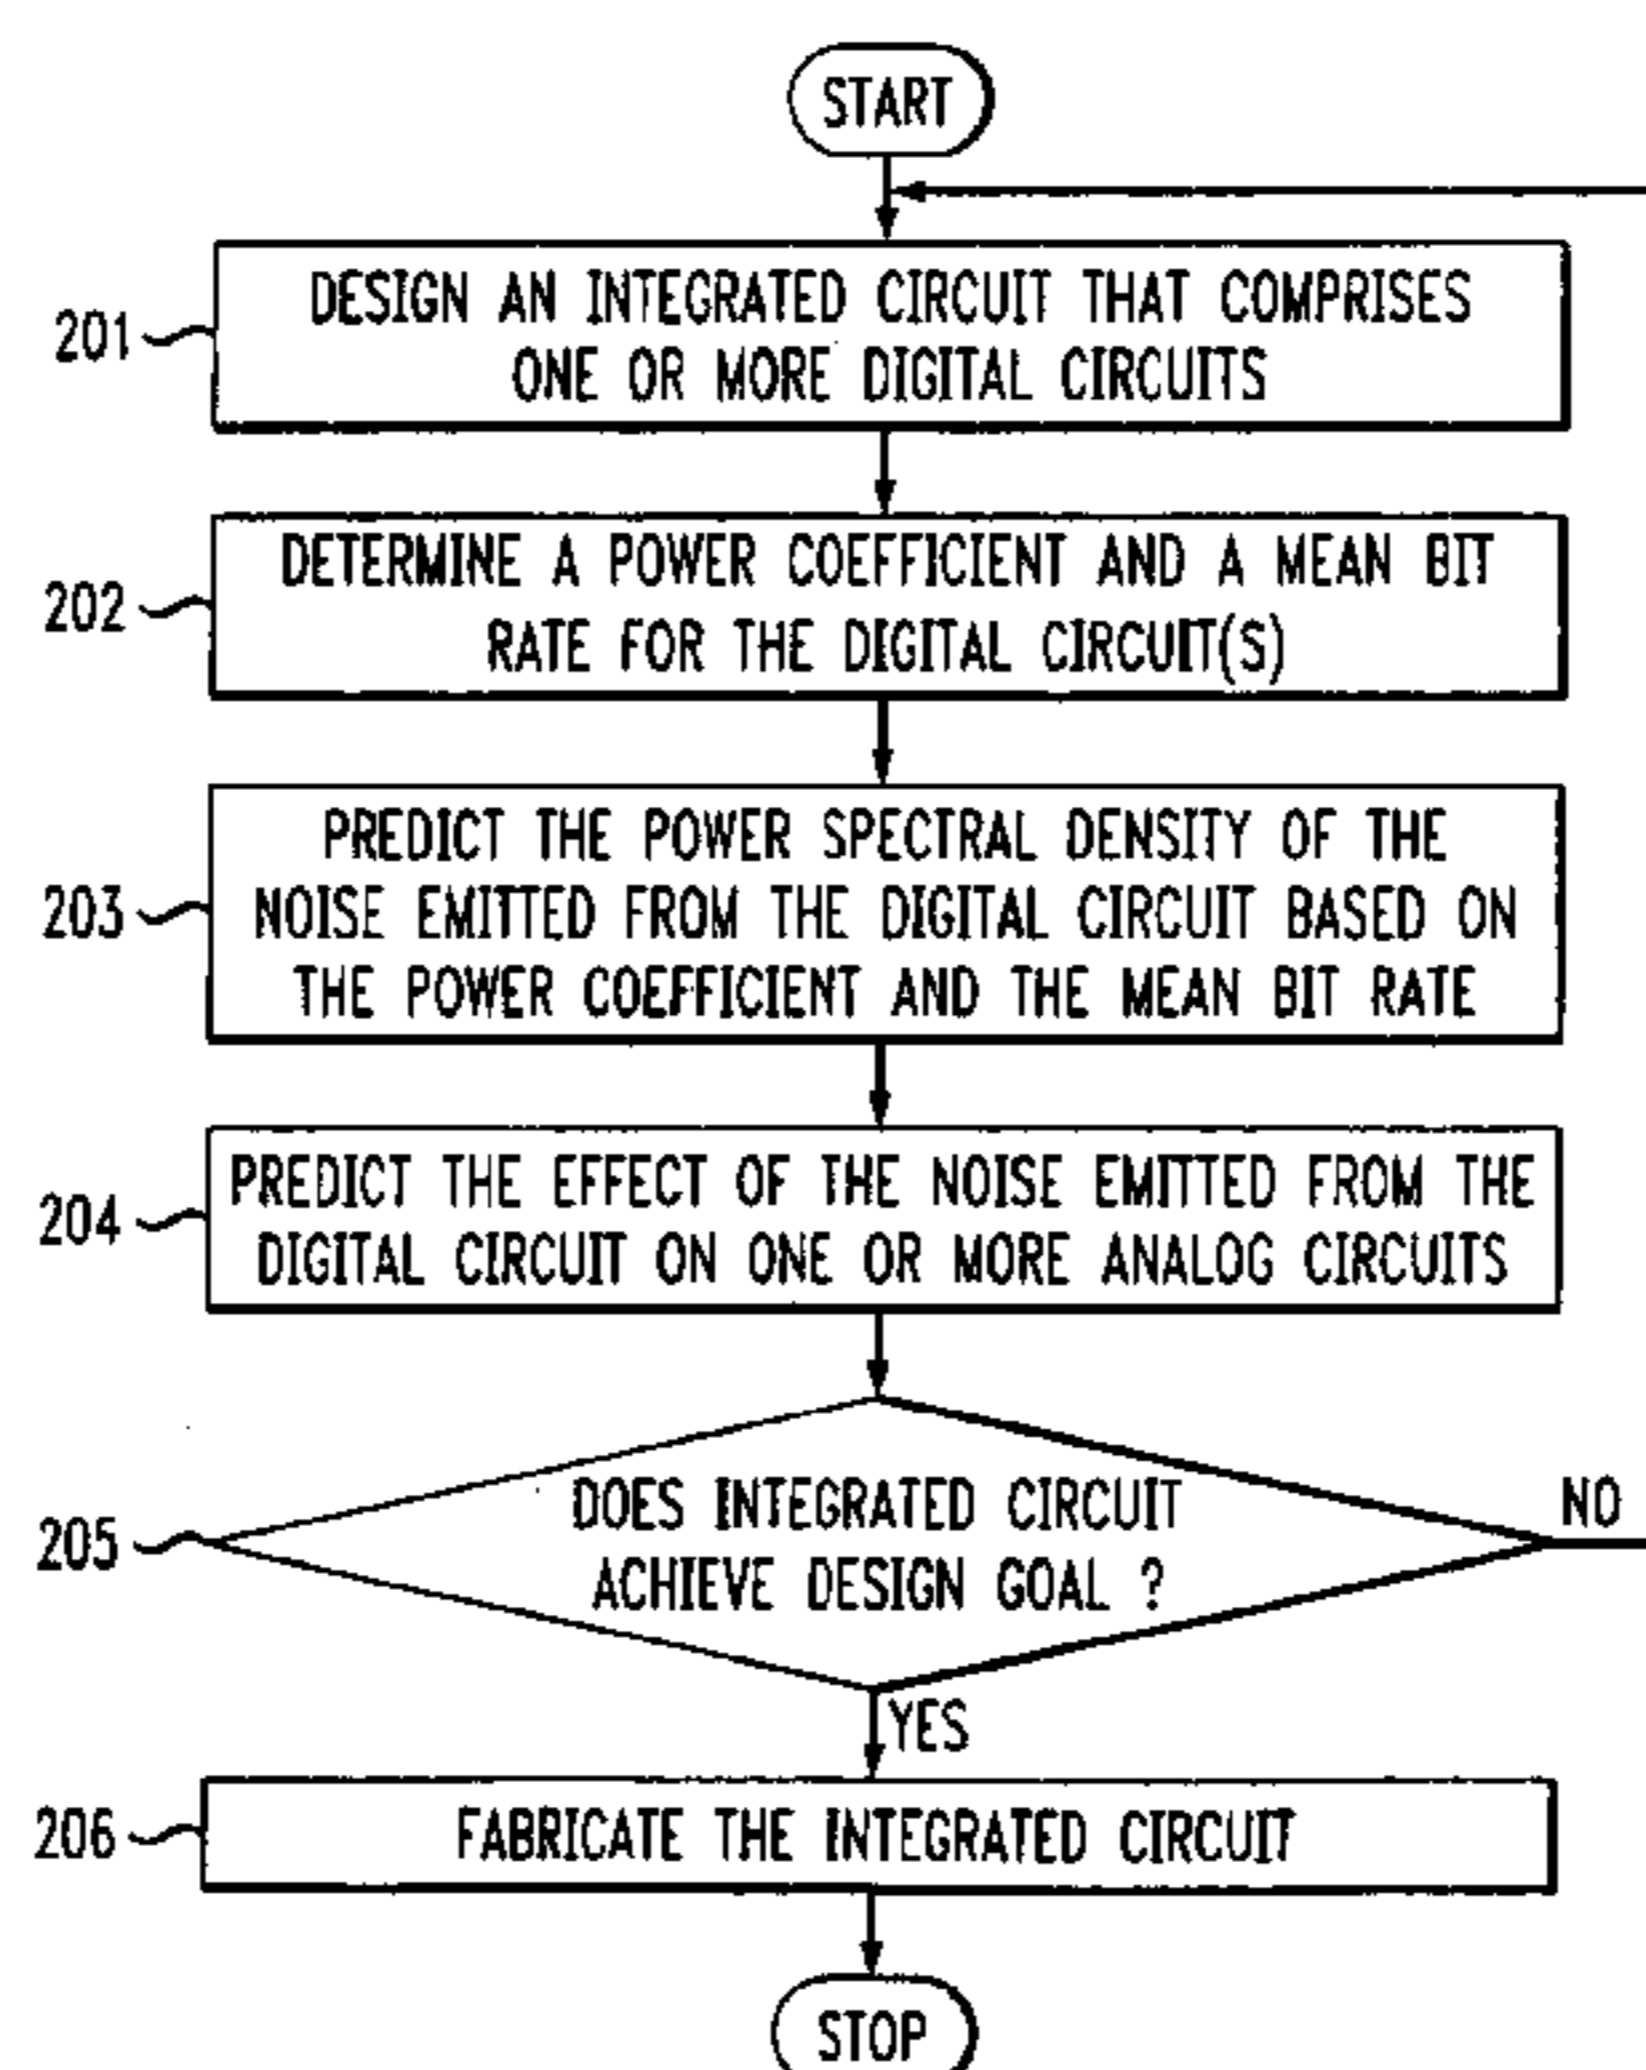 START
DESIGN AN INTEGRATED CIRCUIT THAT COMPRISES
ONE OR MORE DIGITAL CIRCUITS
201
DETERMINE A POWER COEFFICIENT AND A MEAN BIT
RATE FOR THE DIGITAL CIRCUIT(S)
202
PREDICT THE POWER SPECTRAL DENSITY OF THE
NOISE EMITTED FROM THE DIGITAL CIRCUIT BASED ON
THE POWER COEFFICIENT AND THE MEAN BIT RATE
203
PREDICT THE EFFECT OF THE NOISE EMITTED FROM THE
DIGITAL CIRCUIT ON ONE OR MORE ANALOG CIRCUITS
204
DOES INTEGRATED CIRCUIT
ACHIEVE DESIGN GOAL ?
205
NO
YES
FABRICATE THE INTEGRATED CIRCUIT
206
STOP